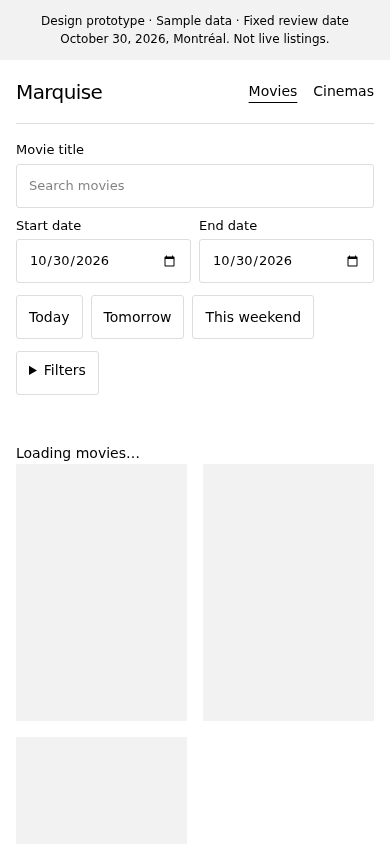 Design prototype · Sample data · Fixed review date
October 30, 2026, Montréal. Not live listings.
Marquise
Movies
Cinemas
Movie title
Search movies
Start date
End date
10/30/2026
10/30/2026
Today
Tomorrow
This weekend
Filters
Loading movies…